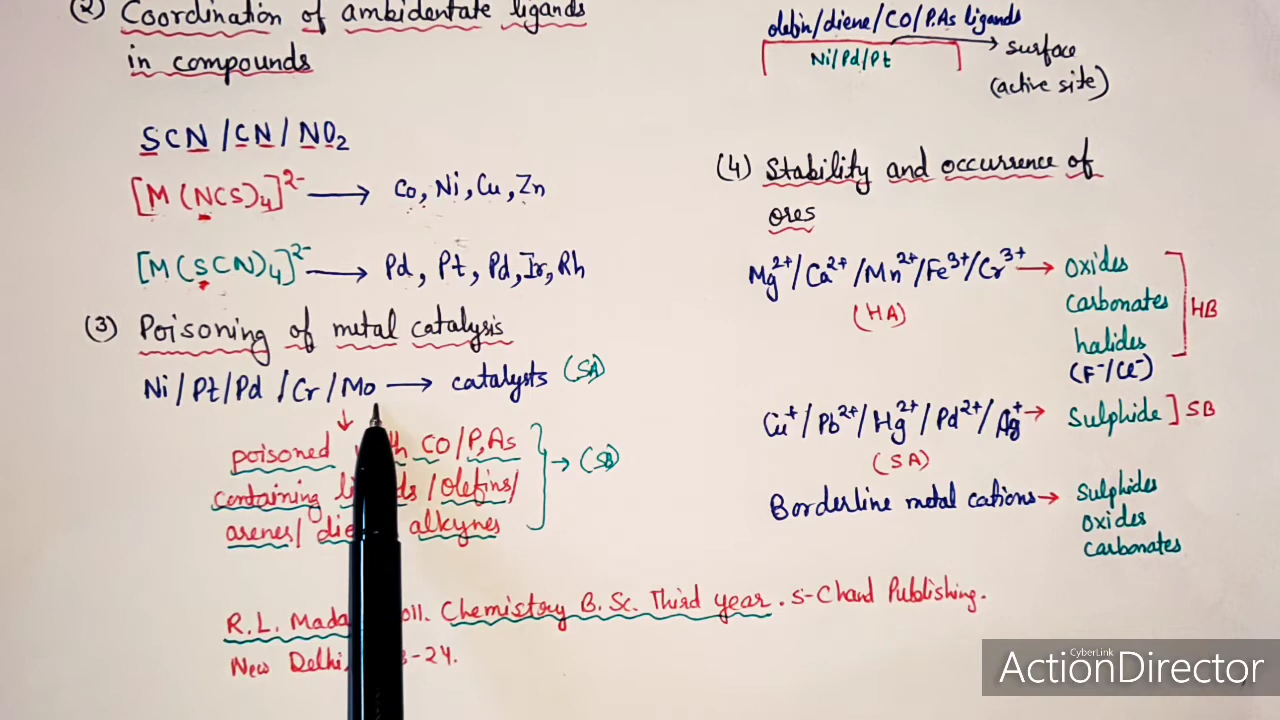 (2) Coordination of ambidentate ligands
in compounds
SCN / CN / NO2
[M(NCS)4]2- → Co, Ni, Cu, Zn
[M(SCN)4]2- → Pd, Pt, Pd, Ir, Rh
(3) Poisoning of metal catalysis
Ni / Pt / Pd / Cr / Mo → catalysts (SA)
↓
poisoned CO/P,As → (SB)
containing / olefins/
arenes/ alkynes
R.L. Chemistry B.Sc. Third year. S-Chand Publishing.
New Delhi, -24.
olefin/diene/CO/P.As ligands
Ni/Pd/Pt → surface
(active site)
(4) Stability and occurrence of
ores
Mg2+/Ca2+/Mn2+/Fe3+/Cr3+ → Oxides
(HA) carbonates HB
halides
(F-/Cl-)
Cu+/Pb2+/Hg2+/Pd2+/Ag+ → Sulphide ] SB
(SA)
Borderline metal cations → Sulphides
oxides
carbonates
CyberLink
ActionDirector